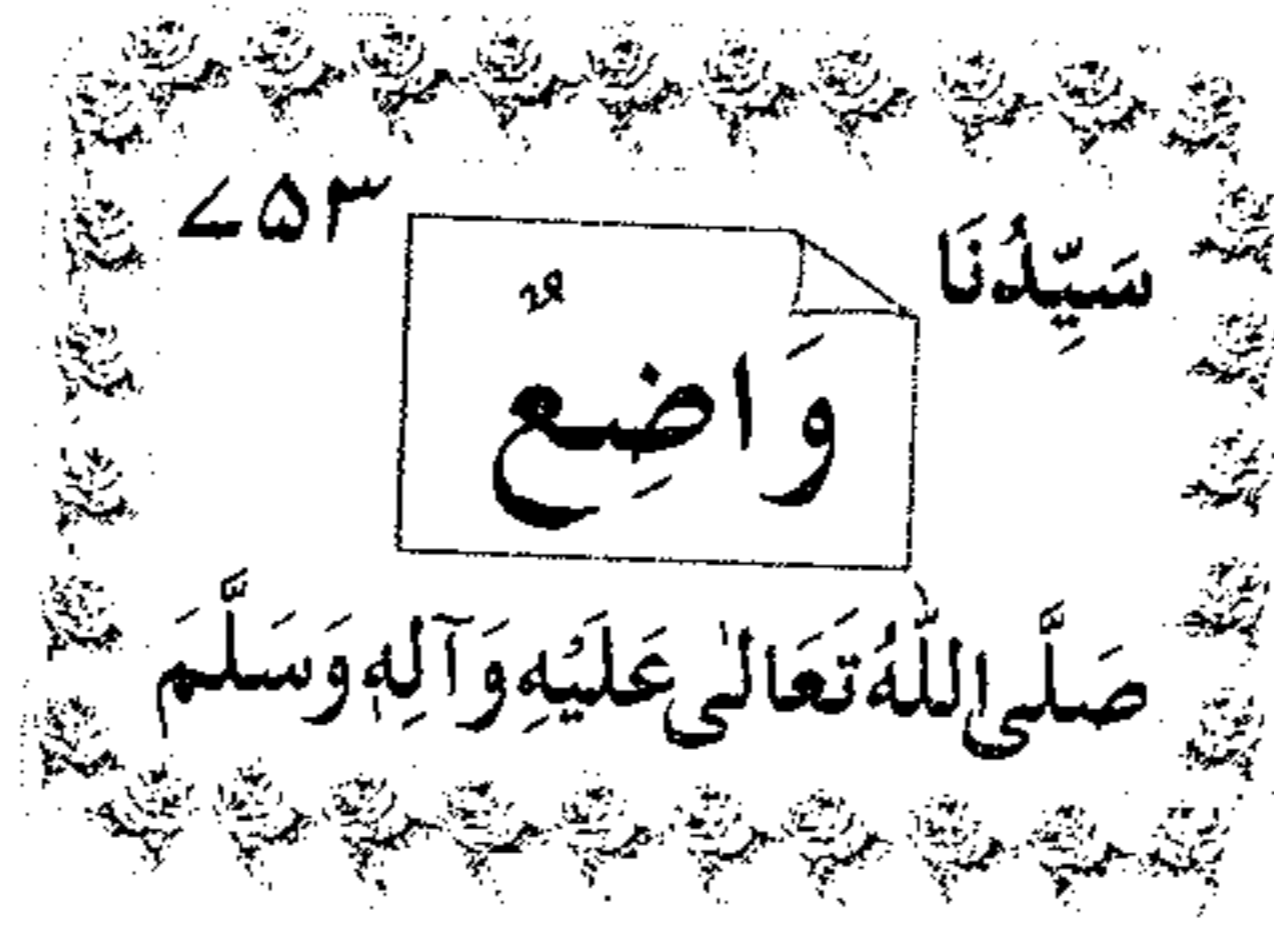 سَيِّدُنَا ۷۵۳
وَاضِعٌ
صَلَّى اللّٰهُ تَعَالٰى عَلَيْهِ وَآلِهٖ وَسَلَّمَ